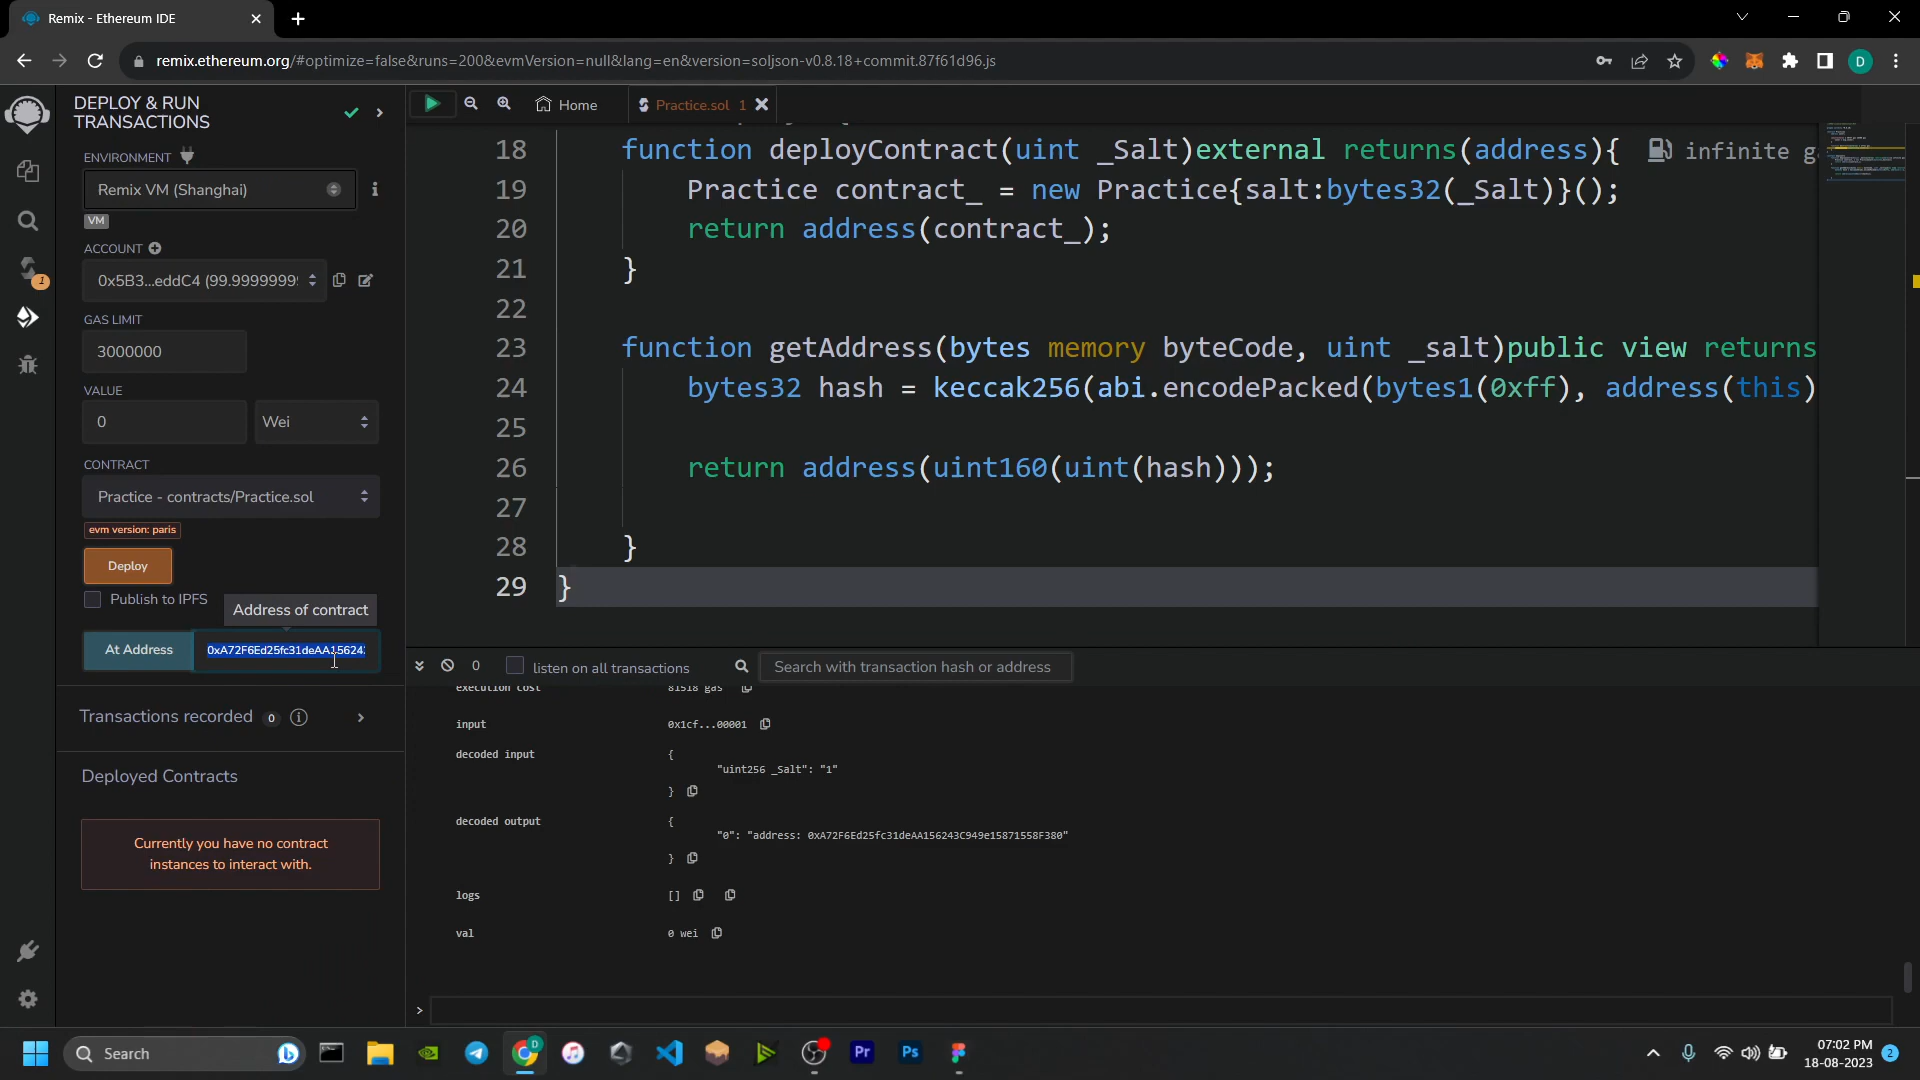 Remix - Ethereum IDE
remix.ethereum.org/#optimize=false&runs=200&evmVersion=null&lang=en&version=soljson-v0.8.18+commit.87f61d96.js
D
DEPLOY & RUN
TRANSACTIONS
ENVIRONMENT
Remix VM (Shanghai)
VM
ACCOUNT
0x5B3...eddC4 (99.9999999
GAS LIMIT
3000000
VALUE
0
Wei
CONTRACT
Practice - contracts/Practice.sol
evm version: paris
Deploy
Publish to IPFS
Address of contract
At Address
0xA72F6Ed25fc31deAA15624
Transactions recorded 0
Deployed Contracts
Currently you have no contract
instances to interact with.
1
Home
Practice.sol 1
18 function deployContract(uint _Salt)external returns(address){ infinite g
19 Practice contract_ = new Practice{salt:bytes32(_Salt)}();
20 return address(contract_);
21 }
22
23 function getAddress(bytes memory byteCode, uint _salt)public view returns
24 bytes32 hash = keccak256(abi.encodePacked(bytes1(0xff), address(this)
25
26 return address(uint160(uint(hash)));
27
28 }
29 }
0 listen on all transactions
Search with transaction hash or address
execution cost 81518 gas
input 0x1cf...00001
decoded input {
"uint256 _Salt": "1"
}
decoded output {
"0": "address: 0xA72F6Ed25fc31deAA156243C949e15871558F380"
}
logs []
val 0 wei
>
Search
D
Pr
Ps
07:02 PM
18-08-2023
2